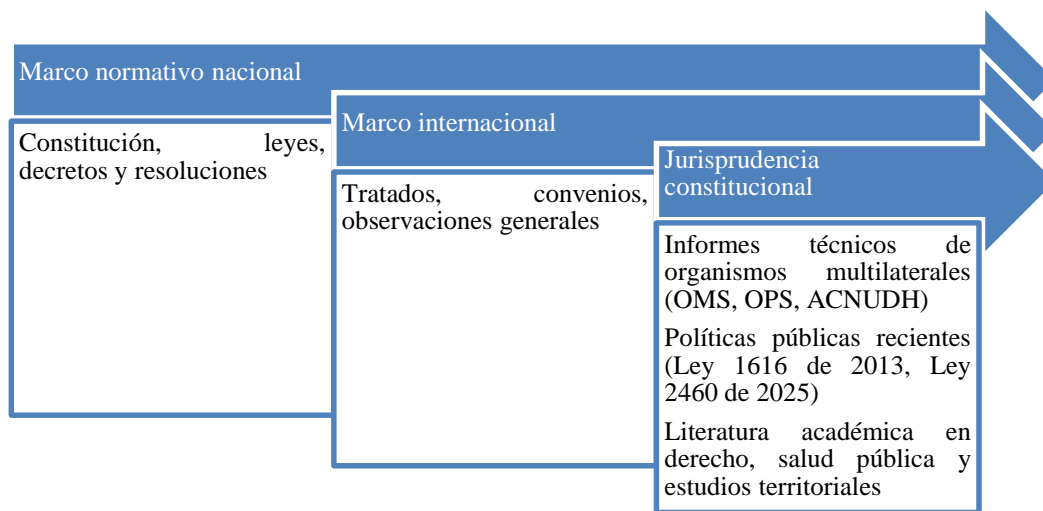 Marco normativo nacional
Constitución, leyes,
decretos y resoluciones
Marco internacional
Tratados, convenios,
observaciones generales
Jurisprudencia
constitucional
Informes técnicos de
organismos multilaterales
(OMS, OPS, ACNUDH)
Políticas públicas recientes
(Ley 1616 de 2013, Ley
2460 de 2025)
Literatura académica en
derecho, salud pública y
estudios territoriales